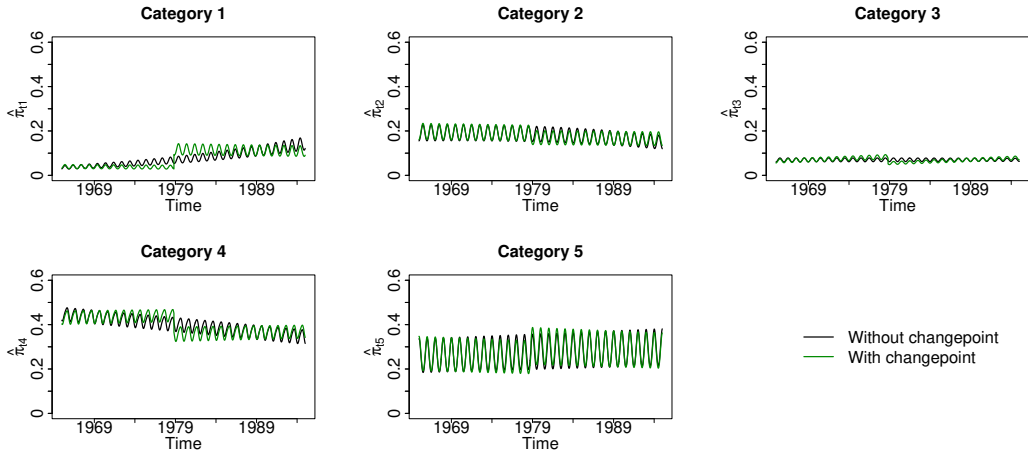 Category 1
0.6
0.4
0.2
0
π̂t1
1969 1979 1989
Time
Category 2
0.6
0.4
0.2
0
π̂t2
1969 1979 1989
Time
Category 3
0.6
0.4
0.2
0
π̂t3
1969 1979 1989
Time
Category 4
0.6
0.4
0.2
0
π̂t4
1969 1979 1989
Time
Category 5
0.6
0.4
0.2
0
π̂t5
1969 1979 1989
Time
Without changepoint
With changepoint